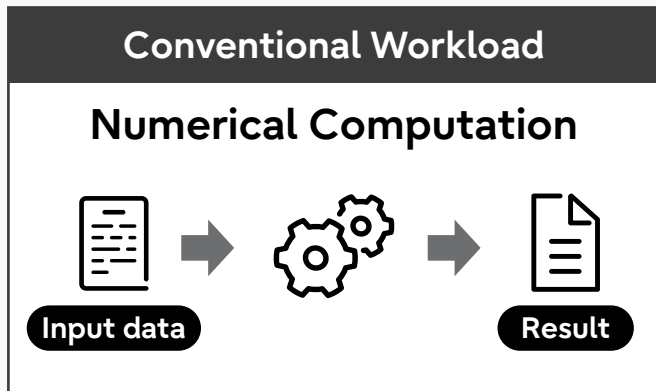 Conventional Workload
Numerical Computation
Input data
Result